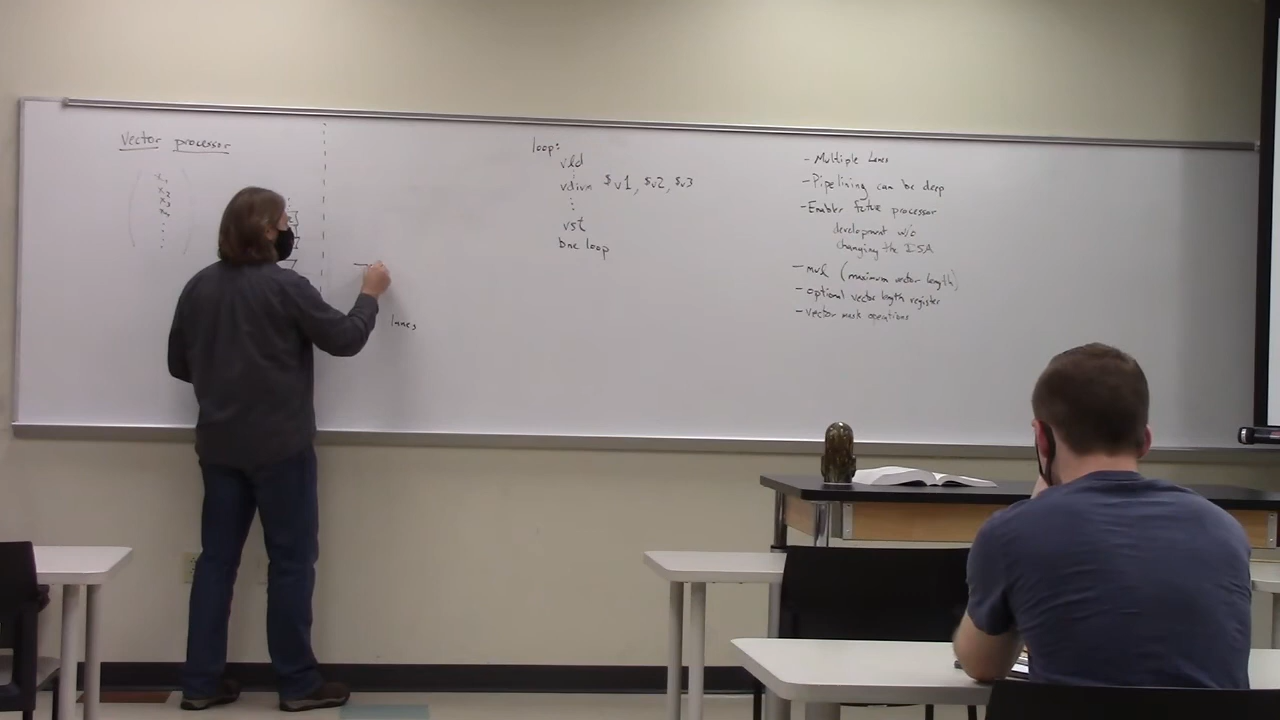 Vector processor
x1
x2
x3
x4
lanes
loop:
vld
vdivn $v1, $v2, $v3
vst
bne loop
- Multiple Lanes
- Pipelining can be deep
- Enables future processor
development w/o
changing the ISA
- mvl (maximum vector length)
- optional vector length register
- Vector mask operations